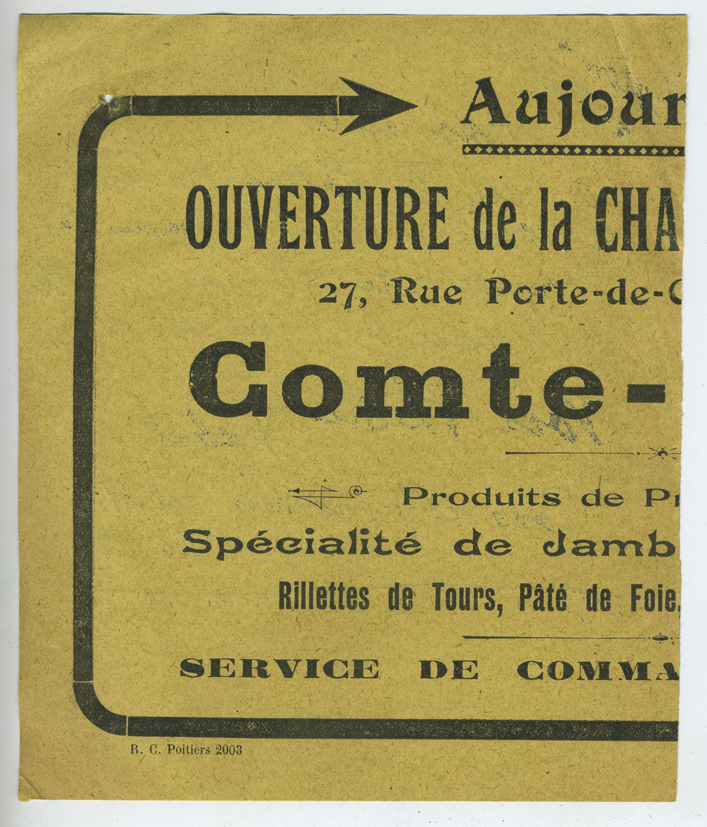 Aujour
OUVERTURE de la CHA
27, Rue Porte-de-C
Comte-
Produits de Pr
Spécialité de Jamb
Rillettes de Tours, Pâté de Foie,
SERVICE DE COMMA
R. C. Poitiers 2003